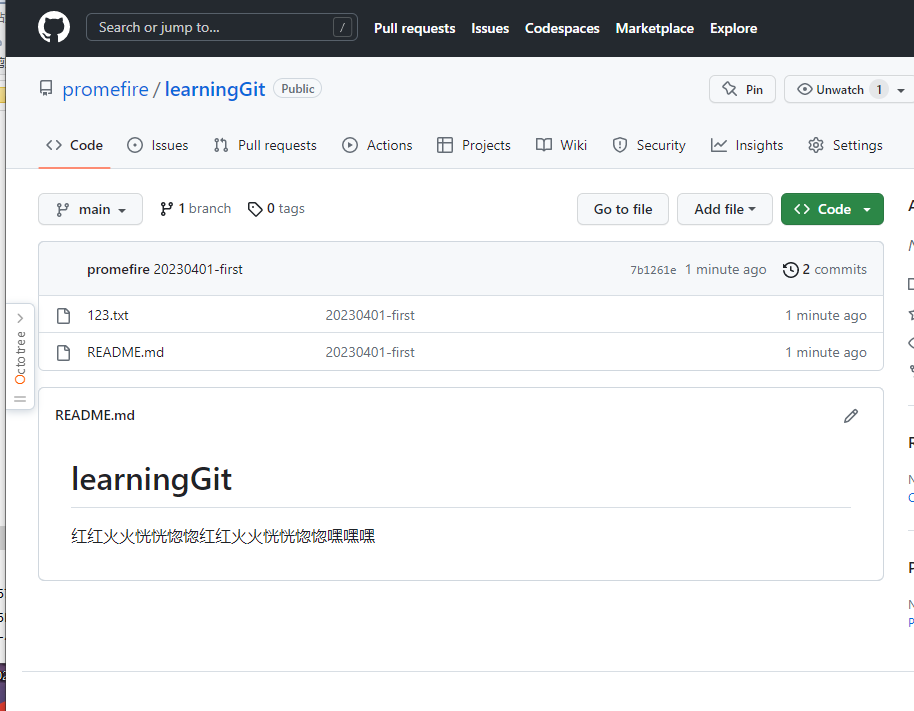 Search or jump to... /
Pull requests Issues Codespaces Marketplace Explore
promefire / learningGit Public
Pin Unwatch 1
Code Issues Pull requests Actions Projects Wiki Security Insights Settings
main 1 branch 0 tags Go to file Add file Code
promefire 20230401-first 7b1261e 1 minute ago 2 commits
123.txt 20230401-first 1 minute ago
README.md 20230401-first 1 minute ago
Octotree
README.md
learningGit
红红火火恍恍惚惚红红火火恍恍惚惚嘿嘿嘿